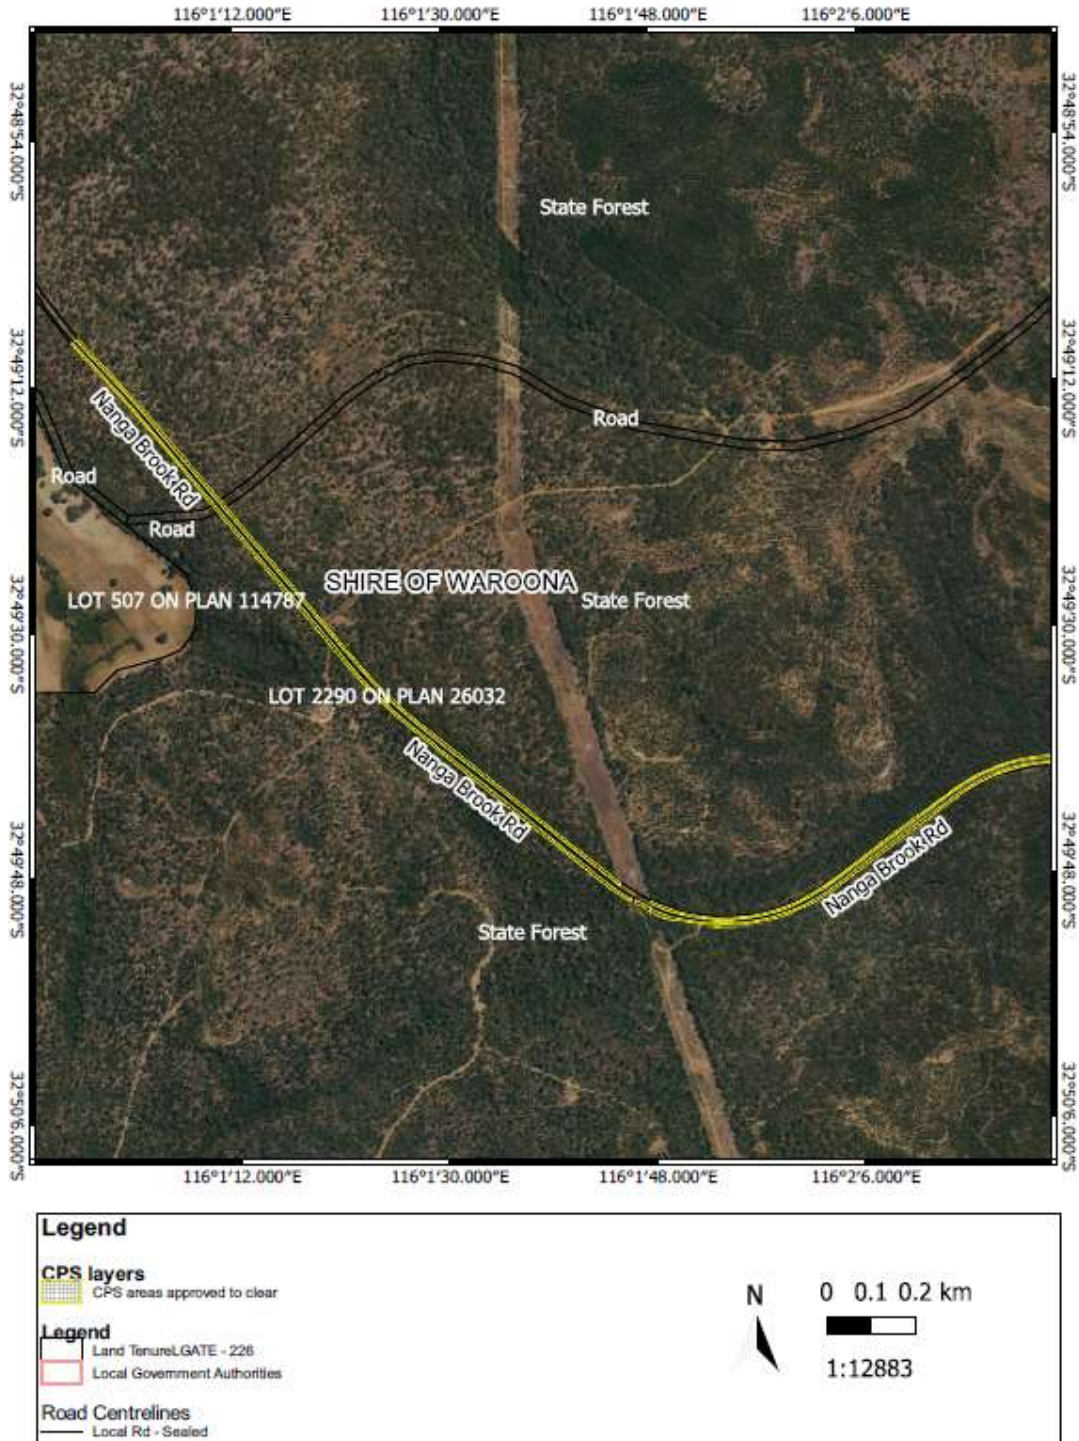 116°1'12.000"E 116°1'30.000"E 116°1'48.000"E 116°2'6.000"E
32°48'54.000"S
32°48'54.000"S
State Forest
32°49'12.000"S
32°49'12.000"S
Nanga Brook Rd
Road
Road
Road
SHIRE OF WAROONA
LOT 507 ON PLAN 114787
State Forest
32°49'30.000"S
32°49'30.000"S
LOT 2290 ON PLAN 26032
Nanga Brook Rd
Nanga Brook Rd
32°49'48.000"S
32°49'48.000"S
State Forest
32°50'6.000"S
32°50'6.000"S
116°1'12.000"E 116°1'30.000"E 116°1'48.000"E 116°2'6.000"E
Legend
CPS layers
CPS areas approved to clear
Legend
Land TenureLGATE - 226
Local Government Authorities
Road Centrelines
Local Rd - Sealed
N
0 0.1 0.2 km
1:12883